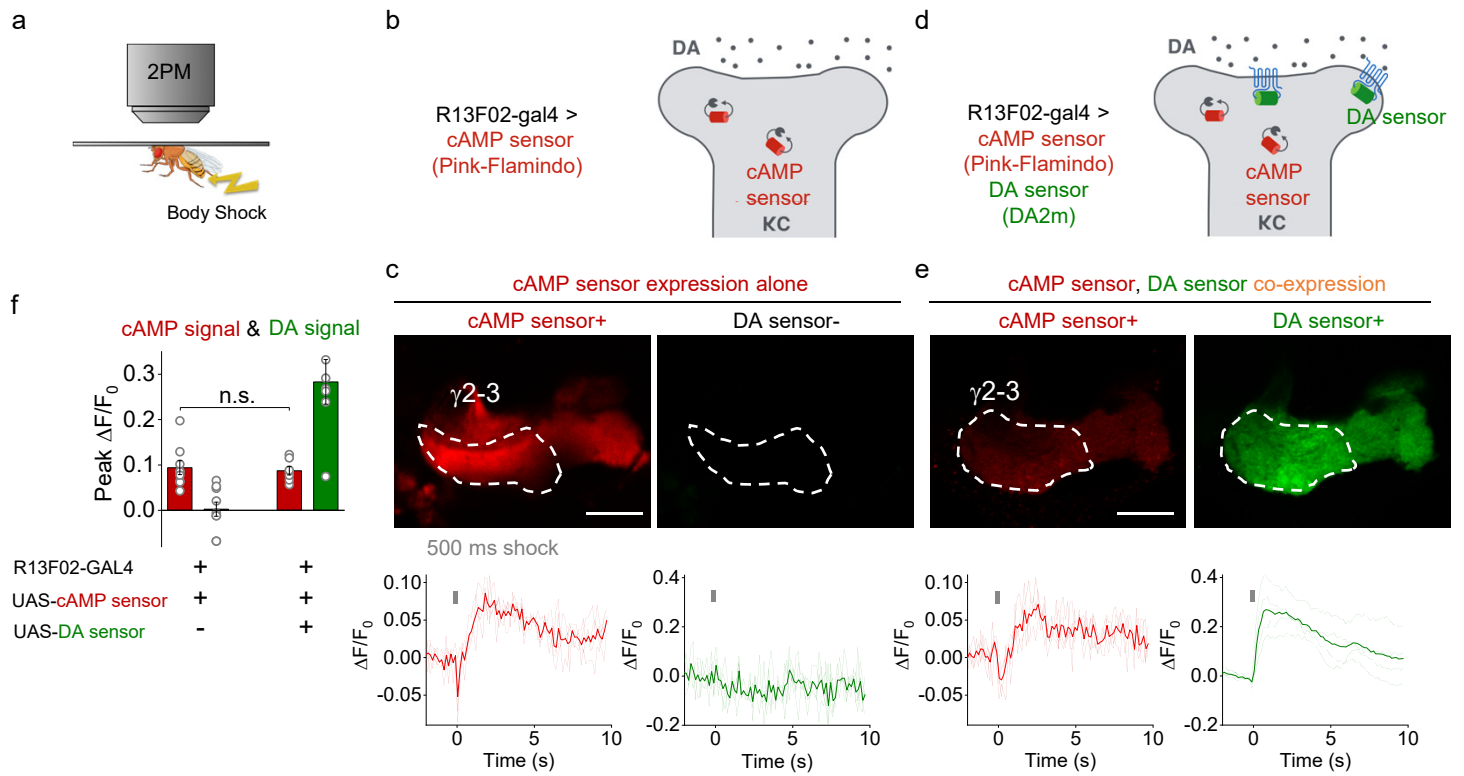 a
2PM
Body Shock
b
R13F02-gal4 >
cAMP sensor
(Pink-Flamindo)
DA
cAMP
sensor
KC
d
R13F02-gal4 >
cAMP sensor
(Pink-Flamindo)
DA sensor
(DA2m)
DA
DA sensor
cAMP
sensor
KC
c
cAMP sensor expression alone
cAMP sensor+
DA sensor-
γ2-3
500 ms shock
0.10
0.05
0.00
-0.05
ΔF/F0
0 5 10
Time (s)
0.4
0.2
0.0
-0.2
ΔF/F0
0 5 10
Time (s)
e
cAMP sensor, DA sensor co-expression
cAMP sensor+
DA sensor+
γ2-3
0.10
0.05
0.00
-0.05
ΔF/F0
0 5 10
Time (s)
0.4
0.2
0.0
-0.2
ΔF/F0
0 5 10
Time (s)
f
cAMP signal & DA signal
0.3
0.2
0.1
0.0
Peak ΔF/F0
n.s.
R13F02-GAL4 + +
UAS-cAMP sensor + +
UAS-DA sensor - +